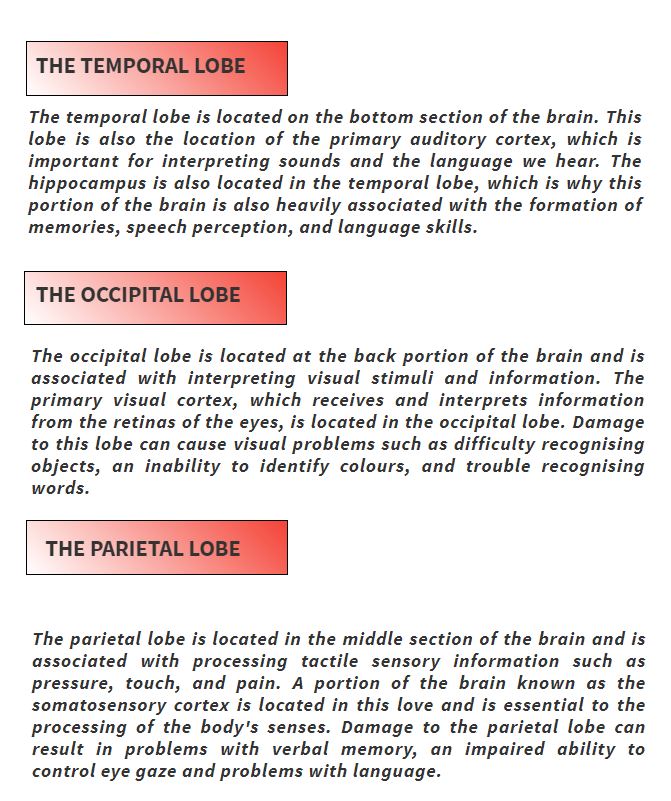 THE TEMPORAL LOBE
The temporal lobe is located on the bottom section of the brain. This
lobe is also the location of the primary auditory cortex, which is
important for interpreting sounds and the language we hear. The
hippocampus is also located in the temporal lobe, which is why this
portion of the brain is also heavily associated with the formation of
memories, speech perception, and language skills.
THE OCCIPITAL LOBE
The occipital lobe is located at the back portion of the brain and is
associated with interpreting visual stimuli and information. The
primary visual cortex, which receives and interprets information
from the retinas of the eyes, is located in the occipital lobe. Damage
to this lobe can cause visual problems such as difficulty recognising
objects, an inability to identify colours, and trouble recognising
words.
THE PARIETAL LOBE
The parietal lobe is located in the middle section of the brain and is
associated with processing tactile sensory information such as
pressure, touch, and pain. A portion of the brain known as the
somatosensory cortex is located in this love and is essential to the
processing of the body's senses. Damage to the parietal lobe can
result in problems with verbal memory, an impaired ability to
control eye gaze and problems with language.